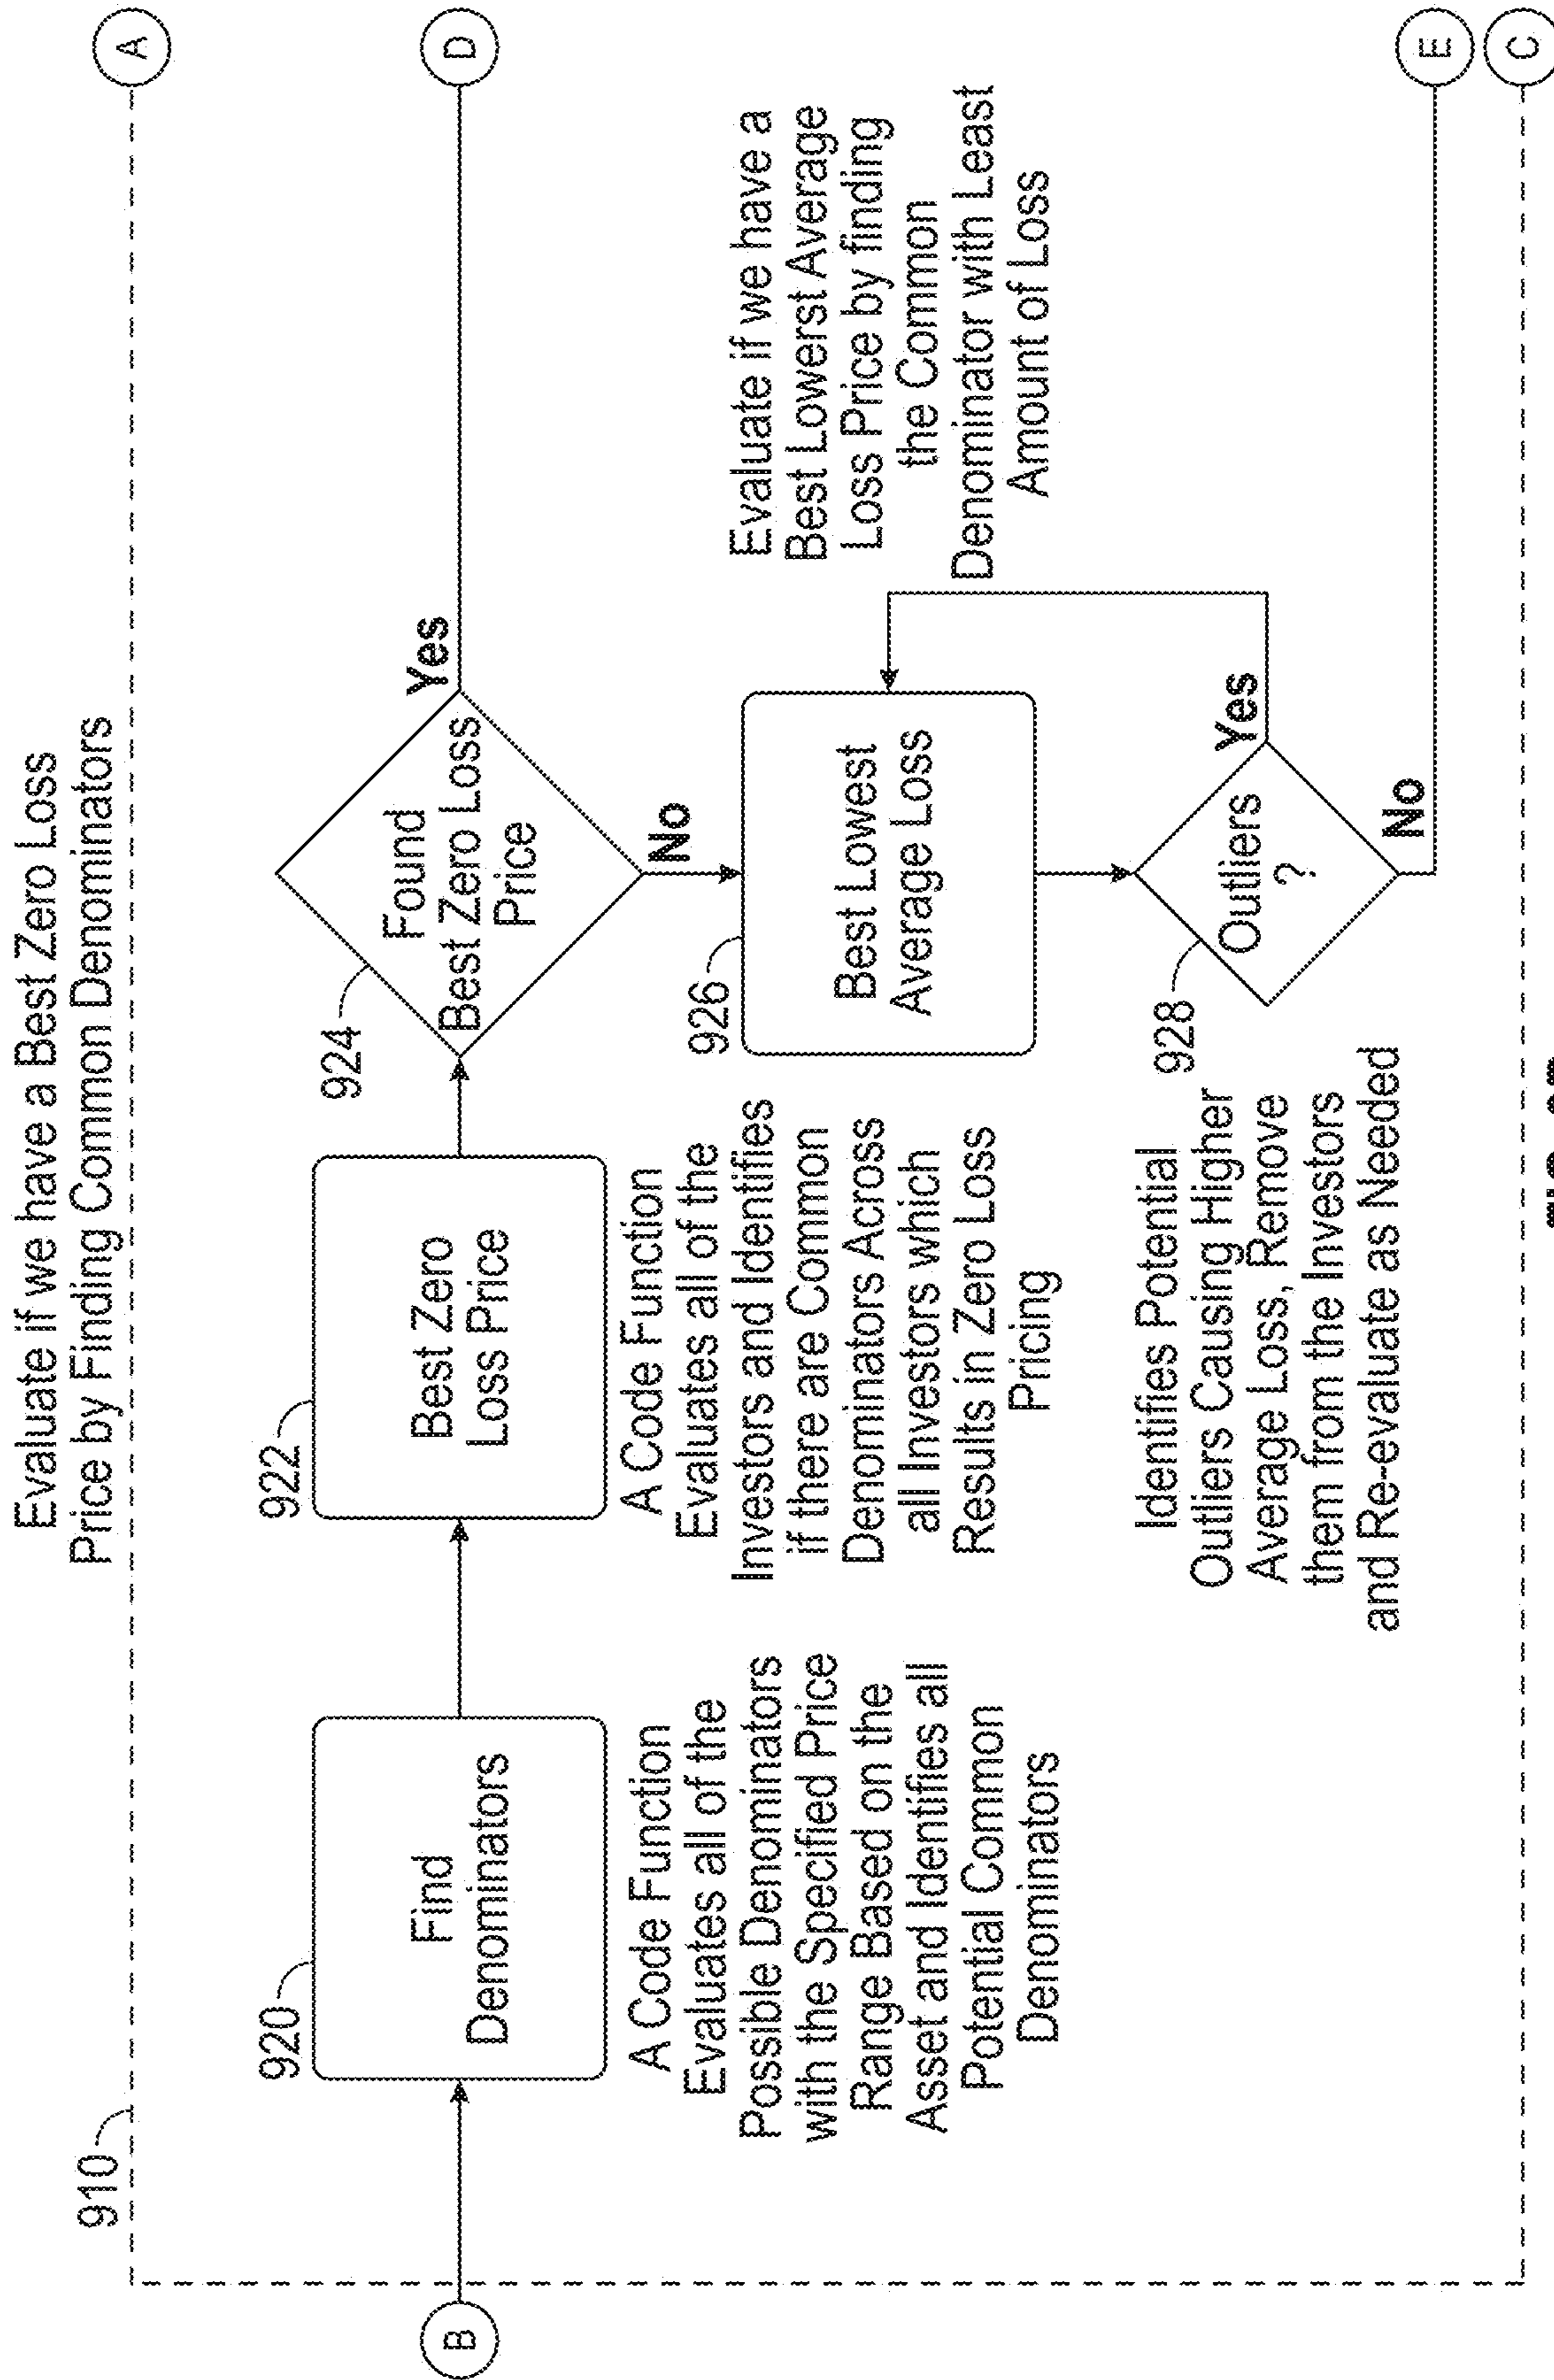 Evaluate if we have a Best Zero Loss
Price by Finding Common Denominators
910
A
B
920
Find
Denominators
A Code Function
Evaluates all of the
Possible Denominators
with the Specified Price
Range Based on the
Asset and Identifies all
Potential Common
Denominators
922
Best Zero
Loss Price
A Code Function
Evaluates all of the
Investors and Identifies
if there are Common
Denominators Across
all Investors which
Results in Zero Loss
Pricing
924
Found
Best Zero Loss
Price
Yes
D
No
926
Best Lowest
Average Loss
Evaluate if we have a
Best Lowerst Average
Loss Price by finding
the Common
Denominator with Least
Amount of Loss
Identifies Potential
Outliers Causing Higher
Average Loss, Remove
them from the Investors
and Re-evaluate as Needed
928
Outliers
?
Yes
No
E
C